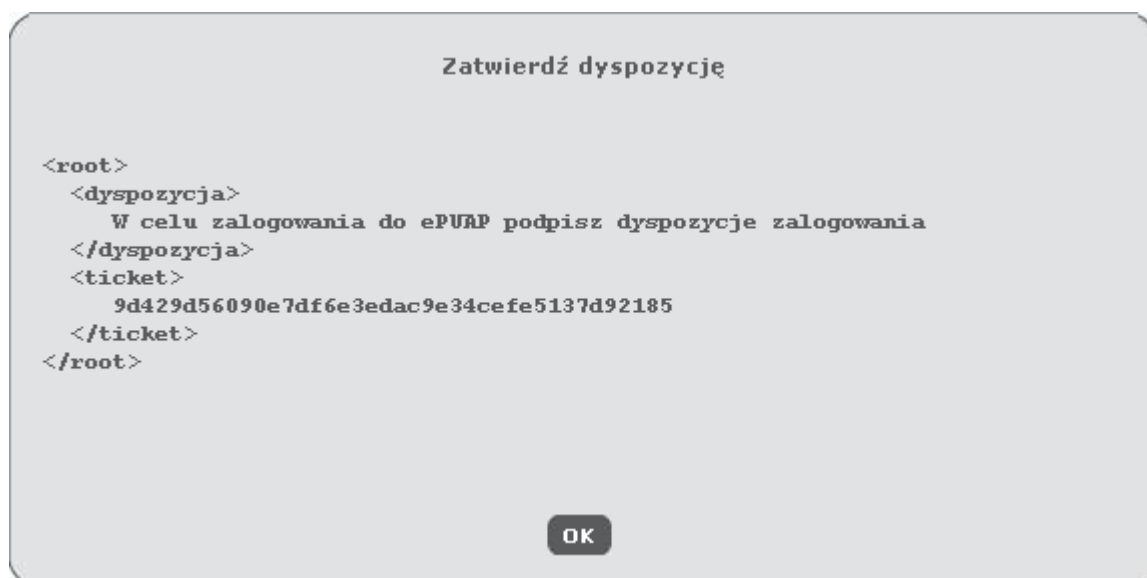 Zatwierdź dyspozycję
<root>
<dyspozycja>
W celu zalogowania do ePUAP podpisz dyspozycje zalogowania
</dyspozycja>
<ticket>
9d429d56090e7df6e3edac9e34cefe5137d92185
</ticket>
</root>
OK